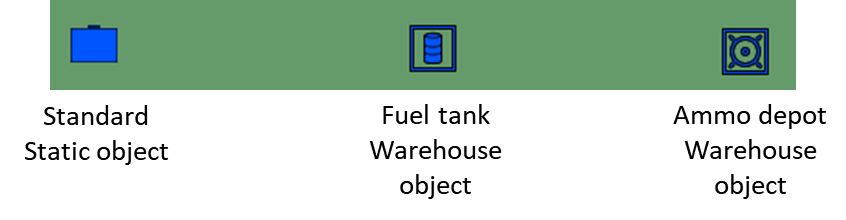 Standard
Static object
Fuel tank
Warehouse
object
Ammo depot
Warehouse
object